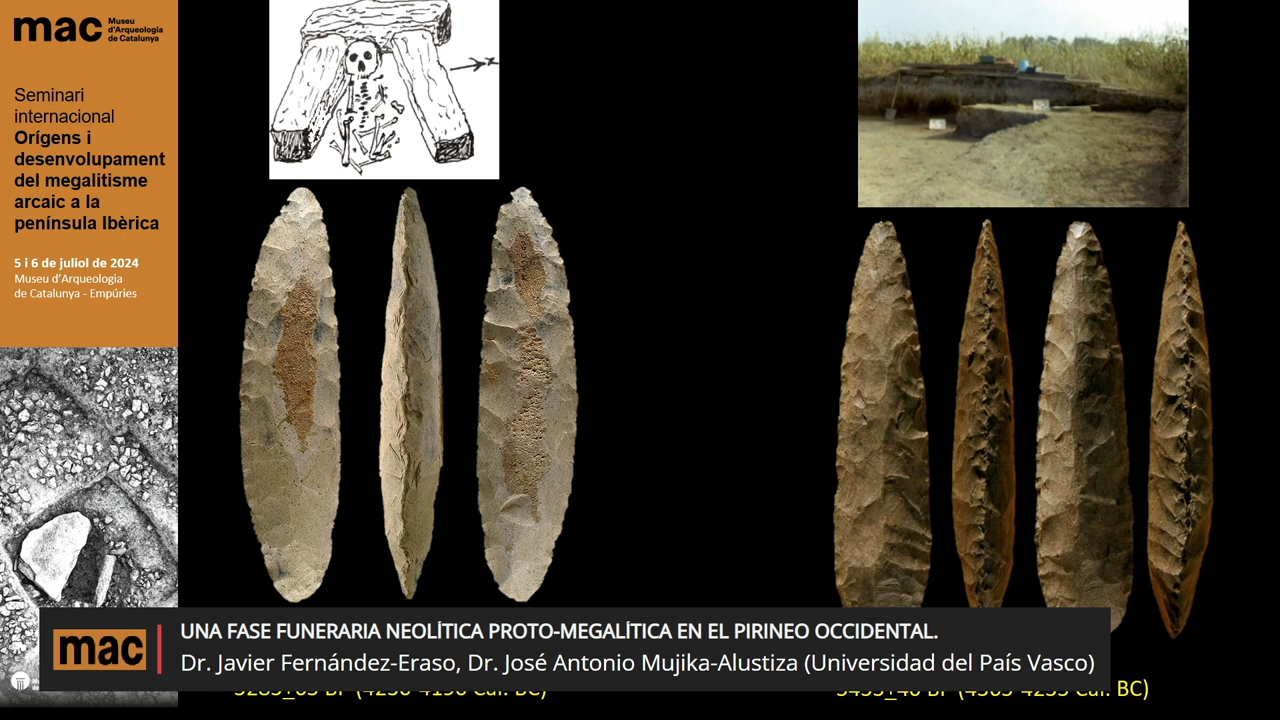 mac Museu
d'Arqueologia
de Catalunya
Seminari
internacional
Orígens i
desenvolupament
del megalitisme
arcaic a la
península Ibèrica
5 i 6 de juliol de 2024
Museu d'Arqueologia
de Catalunya - Empúries
mac
UNA FASE FUNERARIA NEOLÍTICA PROTO-MEGALÍTICA EN EL PIRINEO OCCIDENTAL.
Dr. Javier Fernández-Eraso, Dr. José Antonio Mujika-Alustiza (Universidad del País Vasco)
BC)